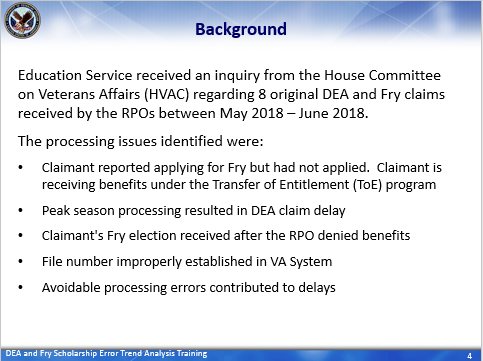 Background
Education Service received an inquiry from the House Committee
on Veterans Affairs (HVAC) regarding 8 original DEA and Fry claims
received by the RPOs between May 2018 – June 2018.
The processing issues identified were:
• Claimant reported applying for Fry but had not applied.  Claimant is
receiving benefits under the Transfer of Entitlement (ToE) program
• Peak season processing resulted in DEA claim delay
• Claimant's Fry election received after the RPO denied benefits
• File number improperly established in VA System
• Avoidable processing errors contributed to delays
DEA and Fry Scholarship Error Trend Analysis Training
4